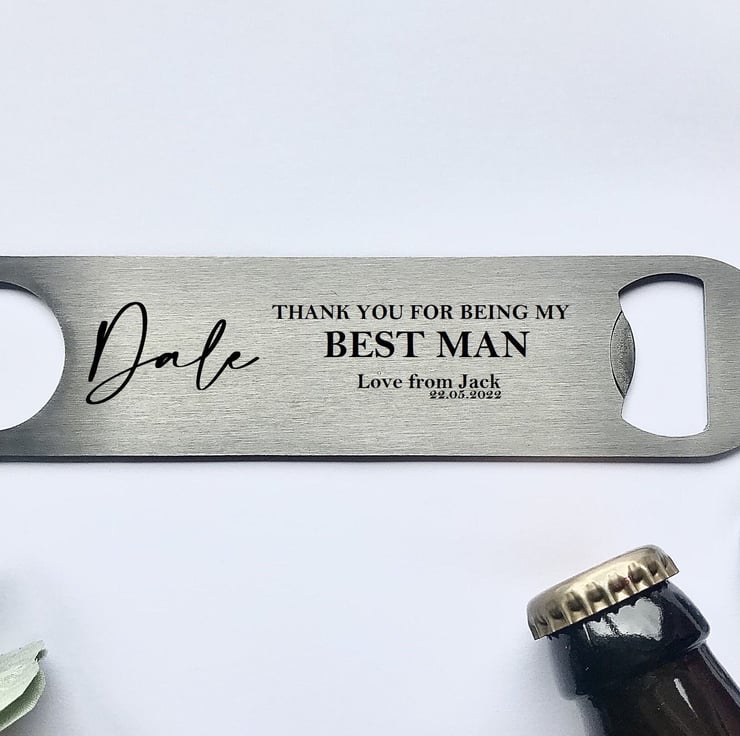 Dale
THANK YOU FOR BEING MY
BEST MAN
Love from Jack
22.05.2022